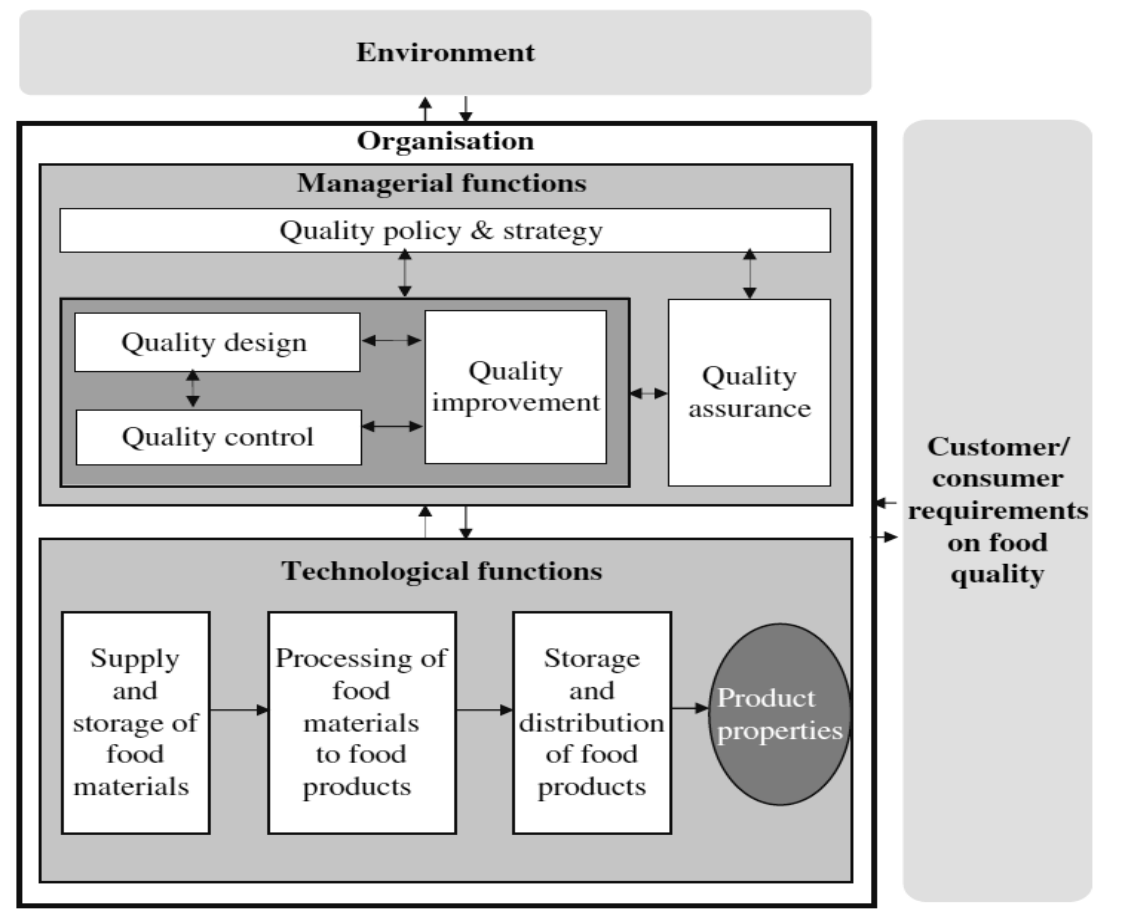 Environment
Organisation
Managerial functions
Quality policy & strategy
Quality design
Quality control
Quality
improvement
Quality
assurance
Technological functions
Supply
and
storage of
food
materials
Processing of
food
materials
to food
products
Storage
and
distribution
of food
products
Product
properties
Customer/
consumer
requirements
on food
quality